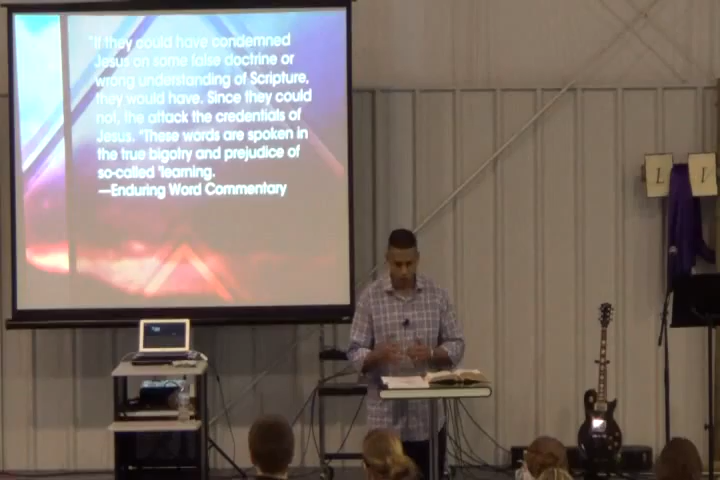 "If they could have condemned
Jesus on some false doctrine or
wrong understanding of Scripture,
they would have. Since they could
not, the attack the credentials of
Jesus. "These words are spoken in
the true bigotry and prejudice of
so-called 'learning.
—Enduring Word Commentary
L V